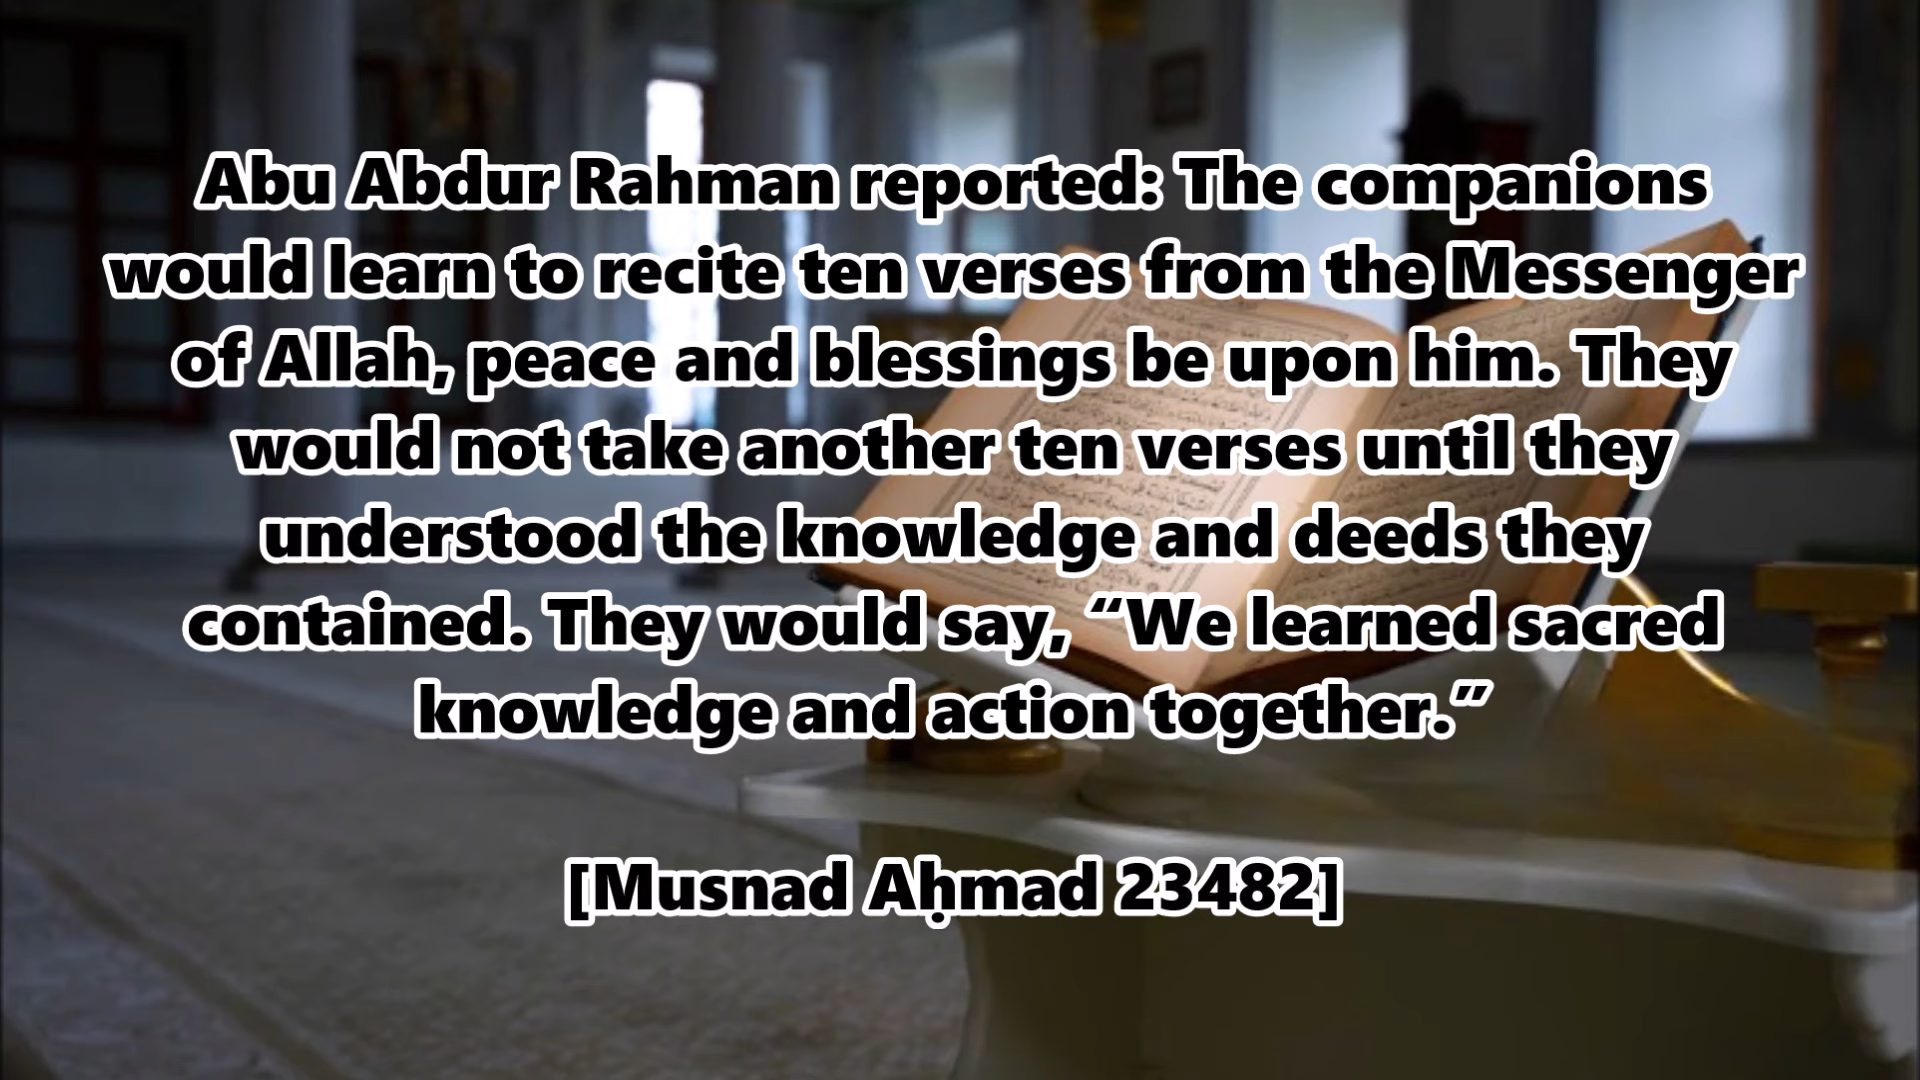 Abu Abdur Rahman reported: The companions
would learn to recite ten verses from the Messenger
of Allah, peace and blessings be upon him. They
would not take another ten verses until they
understood the knowledge and deeds they
contained. They would say, “We learned sacred
knowledge and action together.”
[Musnad Aḥmad 23482]